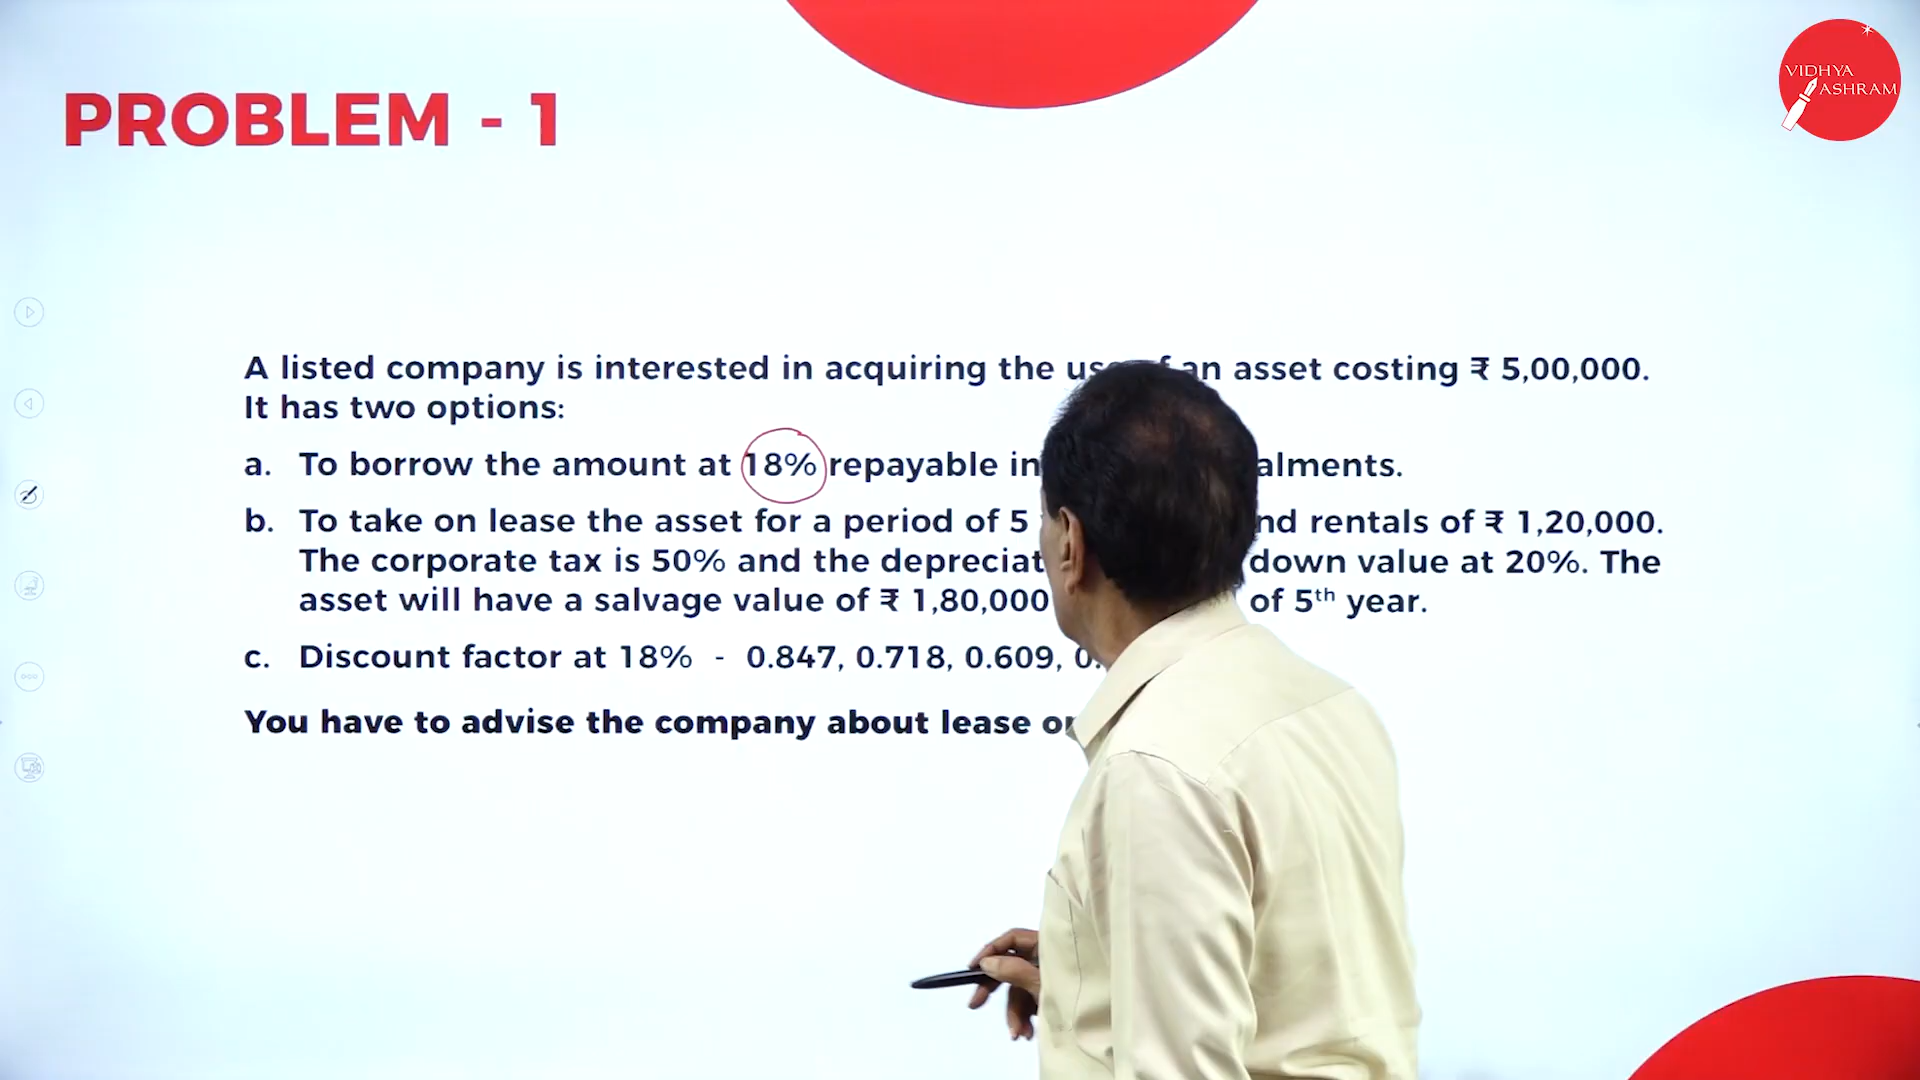 VIDHYA
ASHRAM
PROBLEM - 1
A listed company is interested in acquiring the use of an asset costing ₹ 5,00,000.
It has two options:
a. To borrow the amount at 18% repayable in alments.
b. To take on lease the asset for a period of 5 nd rentals of ₹ 1,20,000.
The corporate tax is 50% and the depreciat down value at 20%. The
asset will have a salvage value of ₹ 1,80,000 of 5th year.
c. Discount factor at 18% - 0.847, 0.718, 0.609, 0.
You have to advise the company about lease or